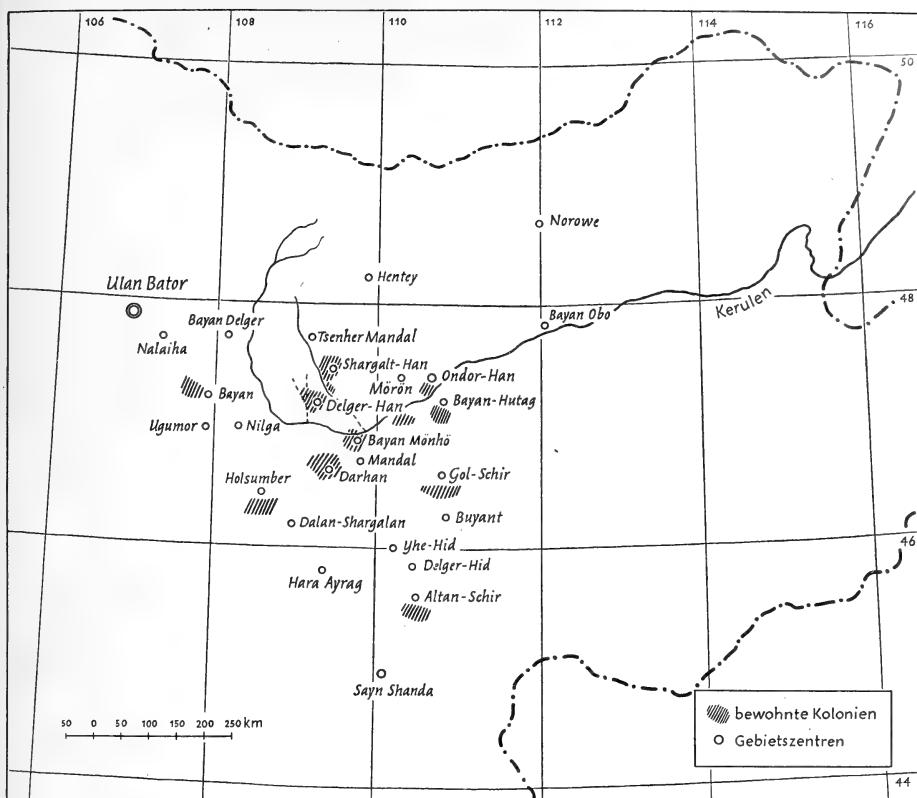 106 108 110 112 114 116
50
Norowe
Hentey
Ulan Bator
48
Kerulen
Bayan Obo
Bayan Delger
Nalaiha
Tsenher Mandal
Shargalt-Han
Mörön
Ondor-Han
Bayan
Delger-Han
Bayan-Hutag
Ugumor
Nilga
Bayan Mönhö
Mandal
Darhan
Gol-Schir
Holsumber
Dalan-Shargalan
Buyant
46
Yhe-Hid
Hara Ayrag
Delger-Hid
Altan-Schir
Sayn Shanda
50 0 50 100 150 200 250 km
bewohnte Kolonien
Gebietszentren
44